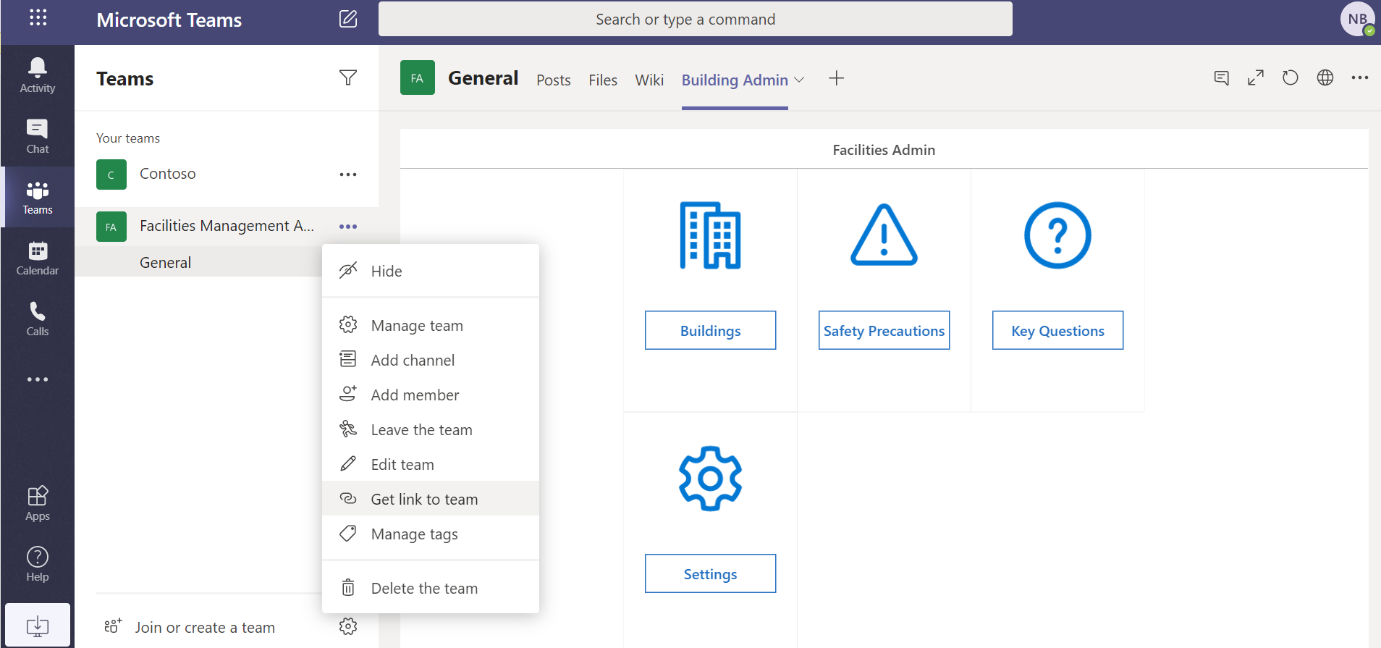 Microsoft Teams
Search or type a command
NB
Activity
Chat
Teams
Calendar
Calls
Apps
Help
Teams
Your teams
C
Contoso
FA
Facilities Management A...
General
Hide
Manage team
Add channel
Add member
Leave the team
Edit team
Get link to team
Manage tags
Delete the team
Join or create a team
FA
General
Posts
Files
Wiki
Building Admin
Facilities Admin
Buildings
Safety Precautions
Key Questions
Settings